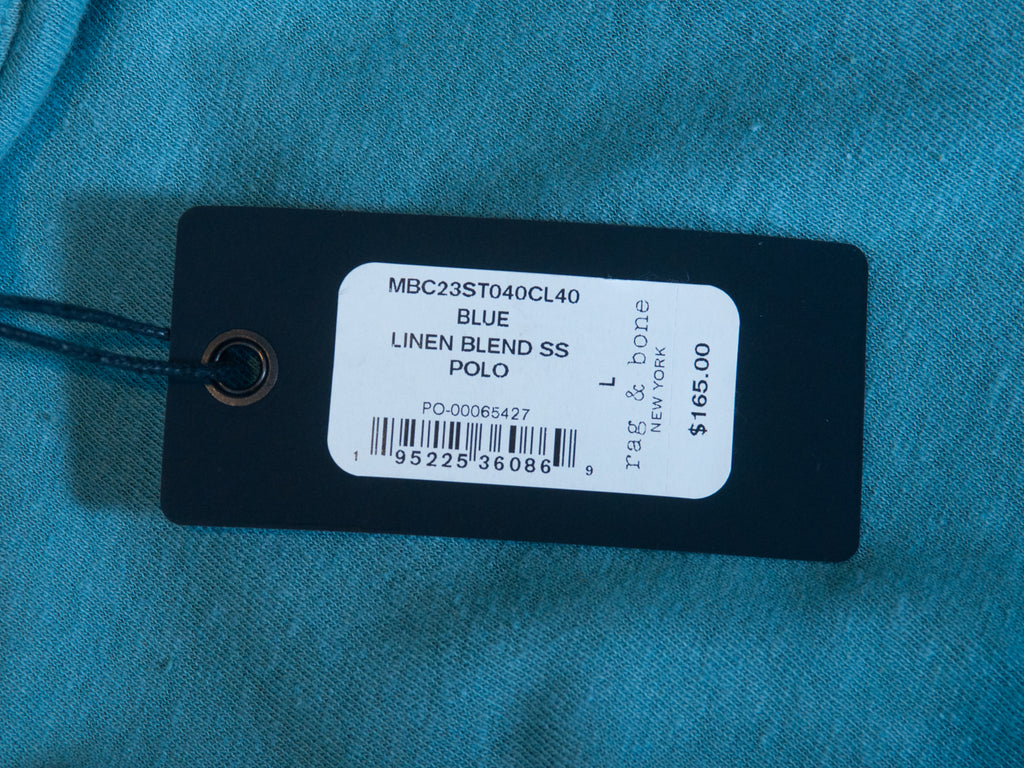 MBC23ST040CL40
BLUE
LINEN BLEND SS
POLO
PO-00065427
1 95225 36086 9
L
rag & bone
NEW YORK
$165.00